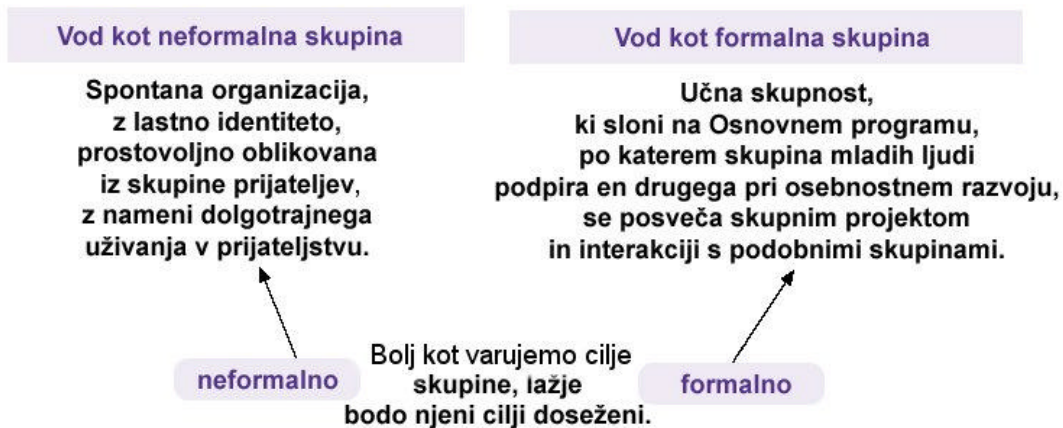 Vod kot neformalna skupina
Spontana organizacija,
z lastno identiteto,
prostovoljno oblikovana
iz skupine prijateljev,
z nameni dolgotrajnega
uživanja v prijateljstvu.
Vod kot formalna skupina
Učna skupnost,
ki sloni na Osnovnem programu,
po katerem skupina mladih ljudi
podpira en drugega pri osebnostnem razvoju,
se posveča skupnim projektom
in interakciji s podobnimi skupinami.
neformalno
Bolj kot varujemo cilje
skupine, lažje
bodo njeni cilji doseženi.
formalno